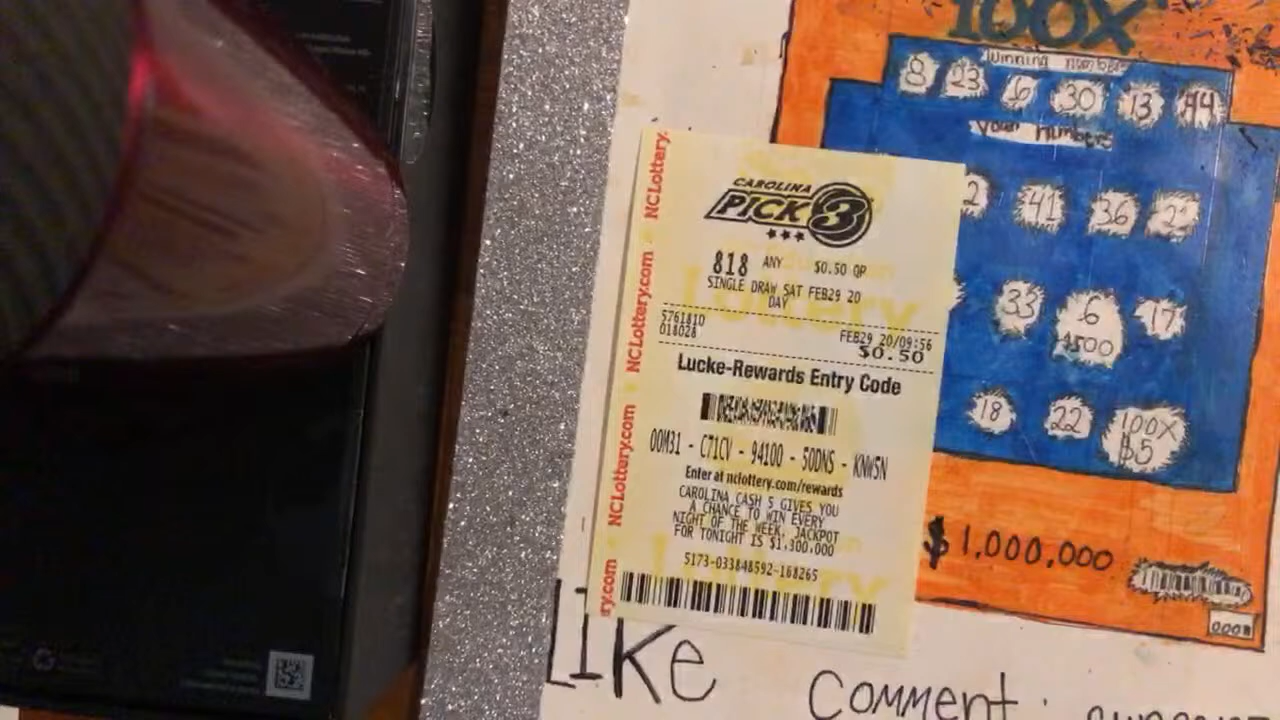 100X
Winning numbers
8 23 6 30 13 44
Your numbers
2 41 36
33 6 17
$500
18 22 100X
$5
$1,000,000
NCLottery.
NCLottery.com
NCLottery.com
ry.com
CAROLINA
PICK 3
818 ANY $0.50 QP
SINGLE DRAW SAT FEB29 20
DAY
5761810
018028
FEB29 20/09:56
$0.50
Lucke-Rewards Entry Code
00M31 - C71CV - 94100 - 50DNS - KNW5N
Enter at nclottery.com/rewards
CAROLINA CASH 5 GIVES YOU
A CHANCE TO WIN EVERY
NIGHT OF THE WEEK. JACKPOT
FOR TONIGHT IS $1,300,000
5173-033848592-168265
LIKe
Comment